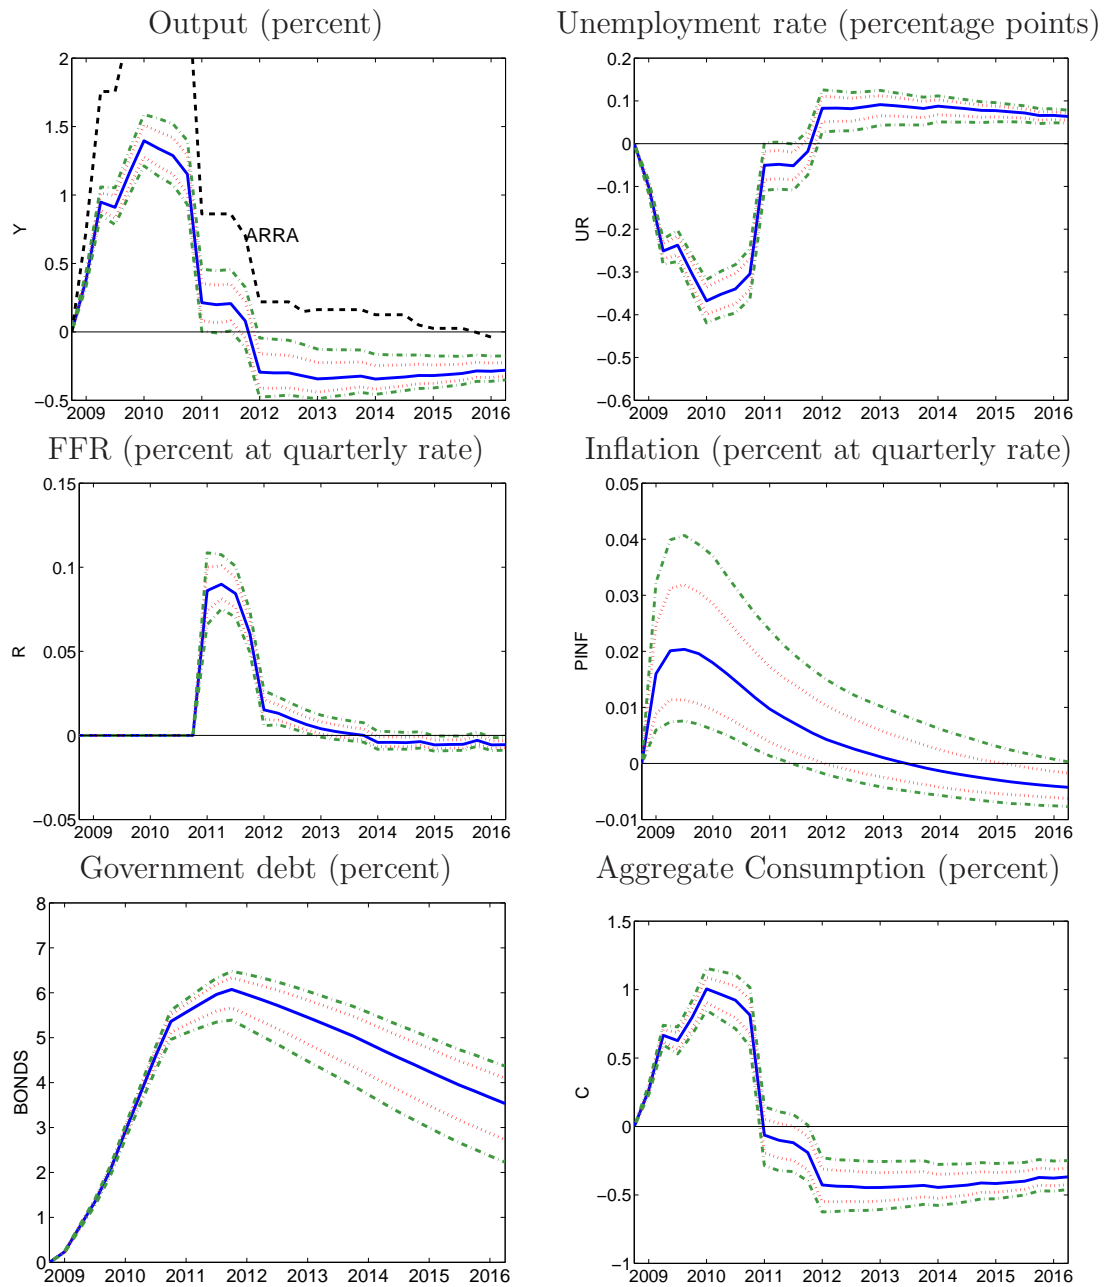 Output (percent)
Unemployment rate (percentage points)
2
1.5
1
0.5
0
−0.5
Y
ARRA
2009 2010 2011 2012 2013 2014 2015 2016
0.2
0.1
0
−0.1
−0.2
−0.3
−0.4
−0.5
−0.6
UR
2009 2010 2011 2012 2013 2014 2015 2016
FFR (percent at quarterly rate)
Inflation (percent at quarterly rate)
0.15
0.1
0.05
0
−0.05
R
2009 2010 2011 2012 2013 2014 2015 2016
0.05
0.04
0.03
0.02
0.01
0
−0.01
PINF
2009 2010 2011 2012 2013 2014 2015 2016
Government debt (percent)
Aggregate Consumption (percent)
8
7
6
5
4
3
2
1
0
BONDS
2009 2010 2011 2012 2013 2014 2015 2016
1.5
1
0.5
0
−0.5
−1
C
2009 2010 2011 2012 2013 2014 2015 2016